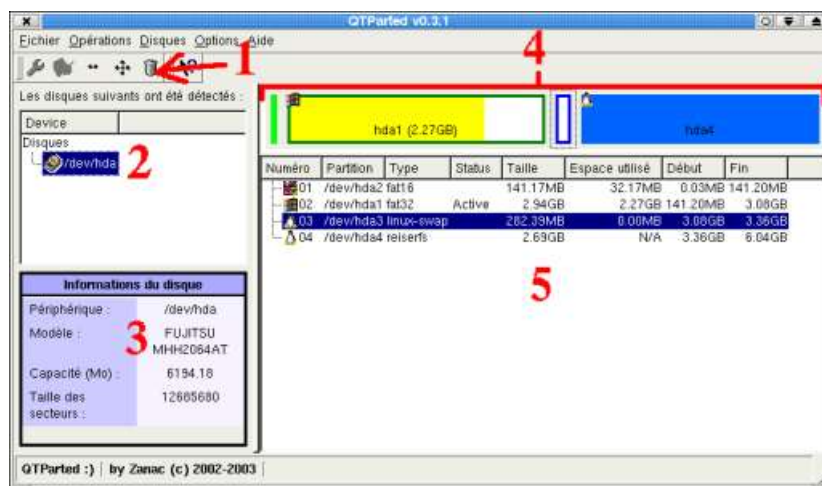 QTParted v0.3.1
Eichier Opérations Disques Options Aide
1
Les disques suivants ont été détectés :
Device
Disques
/dev/hda
2
Informations du disque
Périphérique : /dev/hda
Modèle : FUJITSU
MHH2064AT
3
Capacité (Mo) : 6194.18
Taille des 12685680
secteurs :
4
hda1 (2.27GB) hda4
Numéro Partition Type Status Taille Espace utilisé Début Fin
01 /dev/hda2 fat16 141.17MB 32.17MB 0.03MB 141.20MB
02 /dev/hda1 fat32 Active 2.94GB 2.27GB 141.20MB 3.08GB
03 /dev/hda3 linux-swap 282.39MB 0.00MB 3.08GB 3.36GB
04 /dev/hda4 reiserfs 2.69GB N/A 3.36GB 6.04GB
5
QTParted :) by Zanac (c) 2002-2003